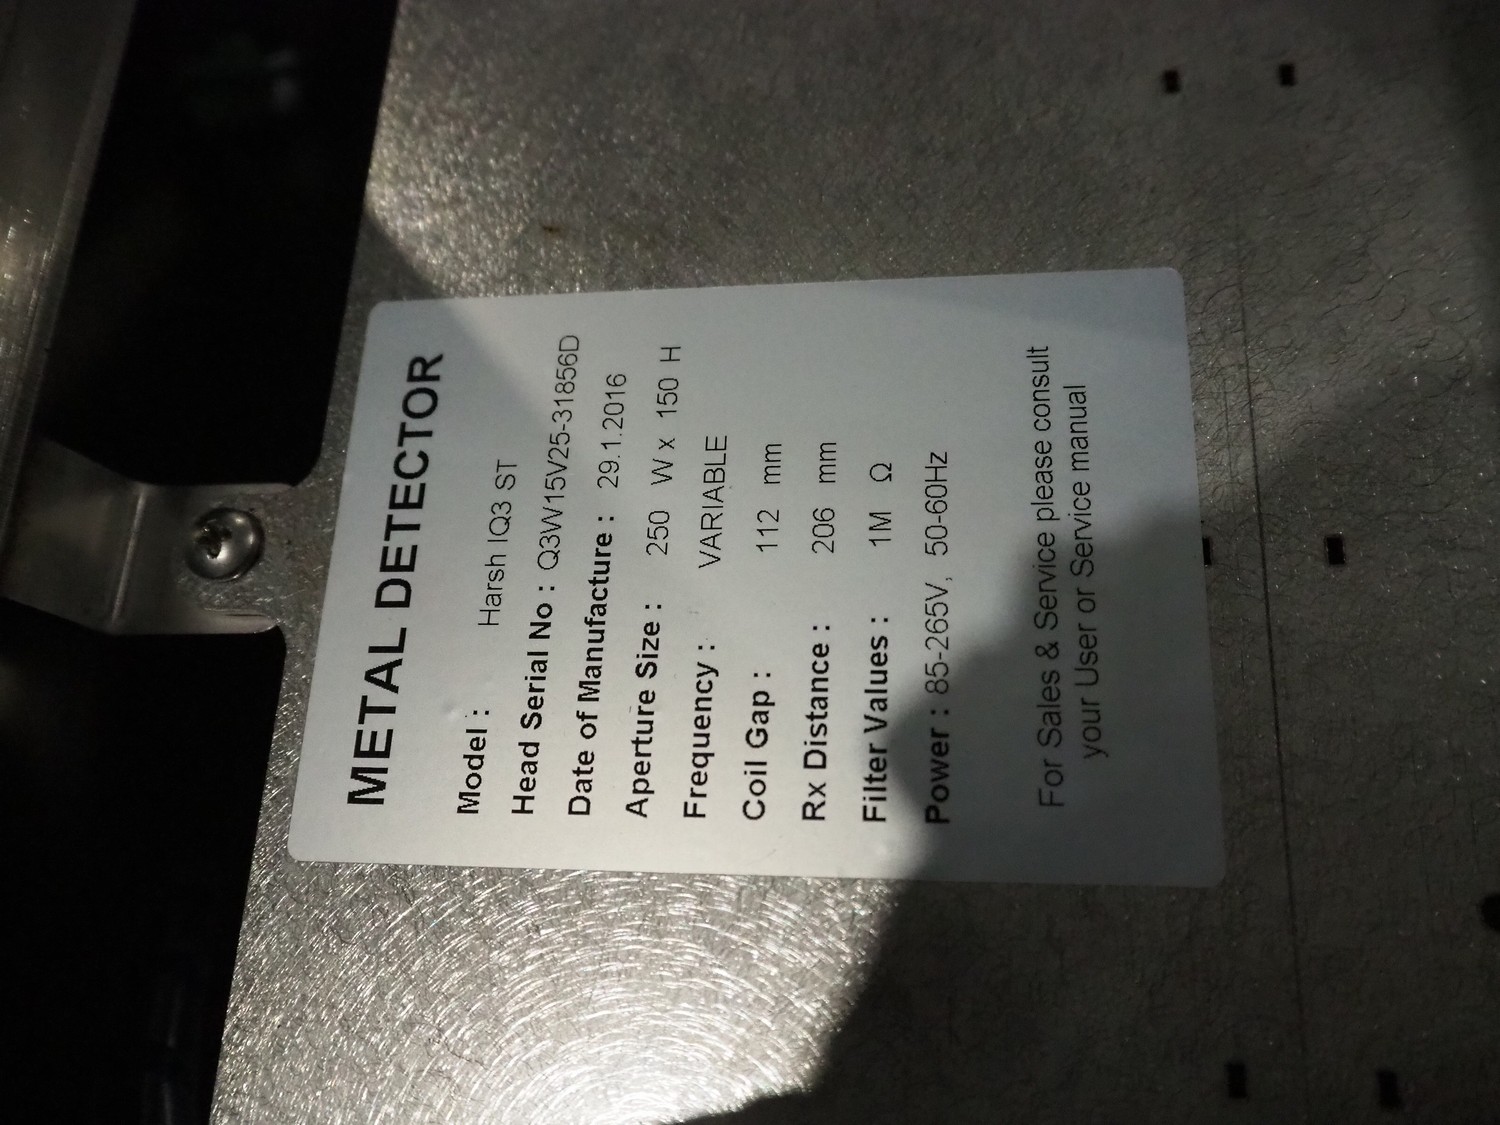 METAL DETECTOR
Model : Harsh IQ3 ST
Head Serial No : Q3W15V25-31856D
Date of Manufacture : 29.1.2016
Aperture Size : 250 W x 150 H
Frequency : VARIABLE
Coil Gap : 112 mm
Rx Distance : 206 mm
Filter Values : 1M Ω
Power : 85-265V, 50-60Hz
For Sales & Service please consult
your User or Service manual